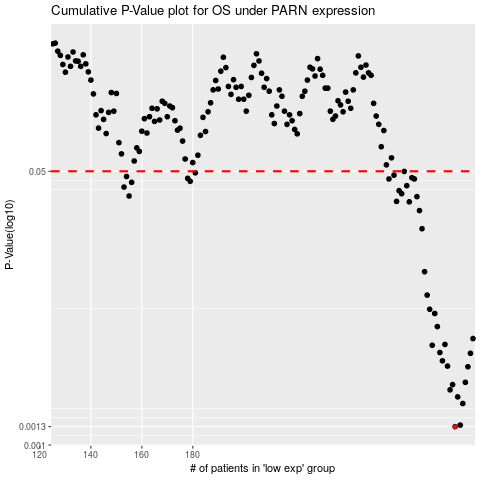 Cumulative P-Value plot for OS under PARN expression
P-Value(log10)
0.05
0.0013
0.001
120 140 160 180
# of patients in 'low exp' group